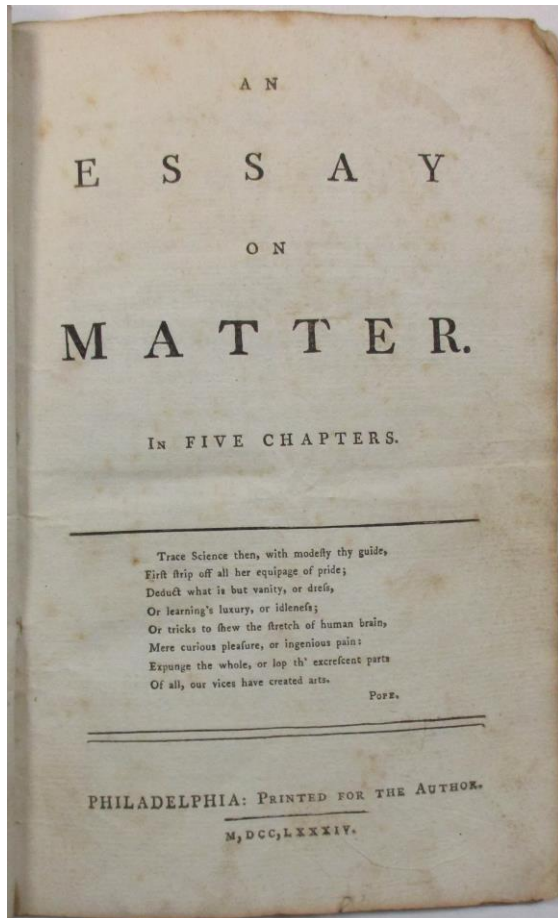 AN
ESSAY
ON
MATTER.
IN FIVE CHAPTERS.
Trace Science then, with modeſty thy guide,
Firſt ſtrip off all her equipage of pride;
Deduct what is but vanity, or dreſs,
Or learning's luxury, or idleneſs;
Or tricks to ſhew the ſtretch of human brain,
Mere curious pleaſure, or ingenious pain:
Expunge the whole, or lop th' excreſcent parts
Of all, our vices have created arts.
POPE.
PHILADELPHIA: PRINTED FOR THE AUTHOR.
M,DCC,LXXXIV.